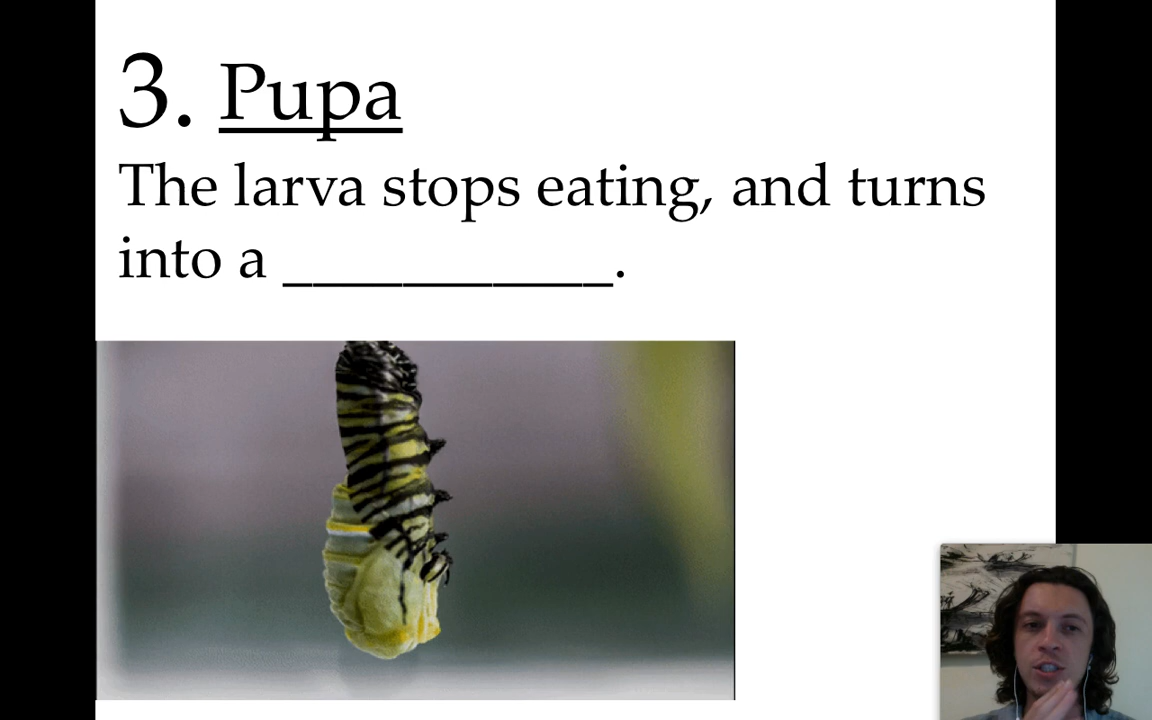 3. Pupa
The larva stops eating, and turns
into a ___________.